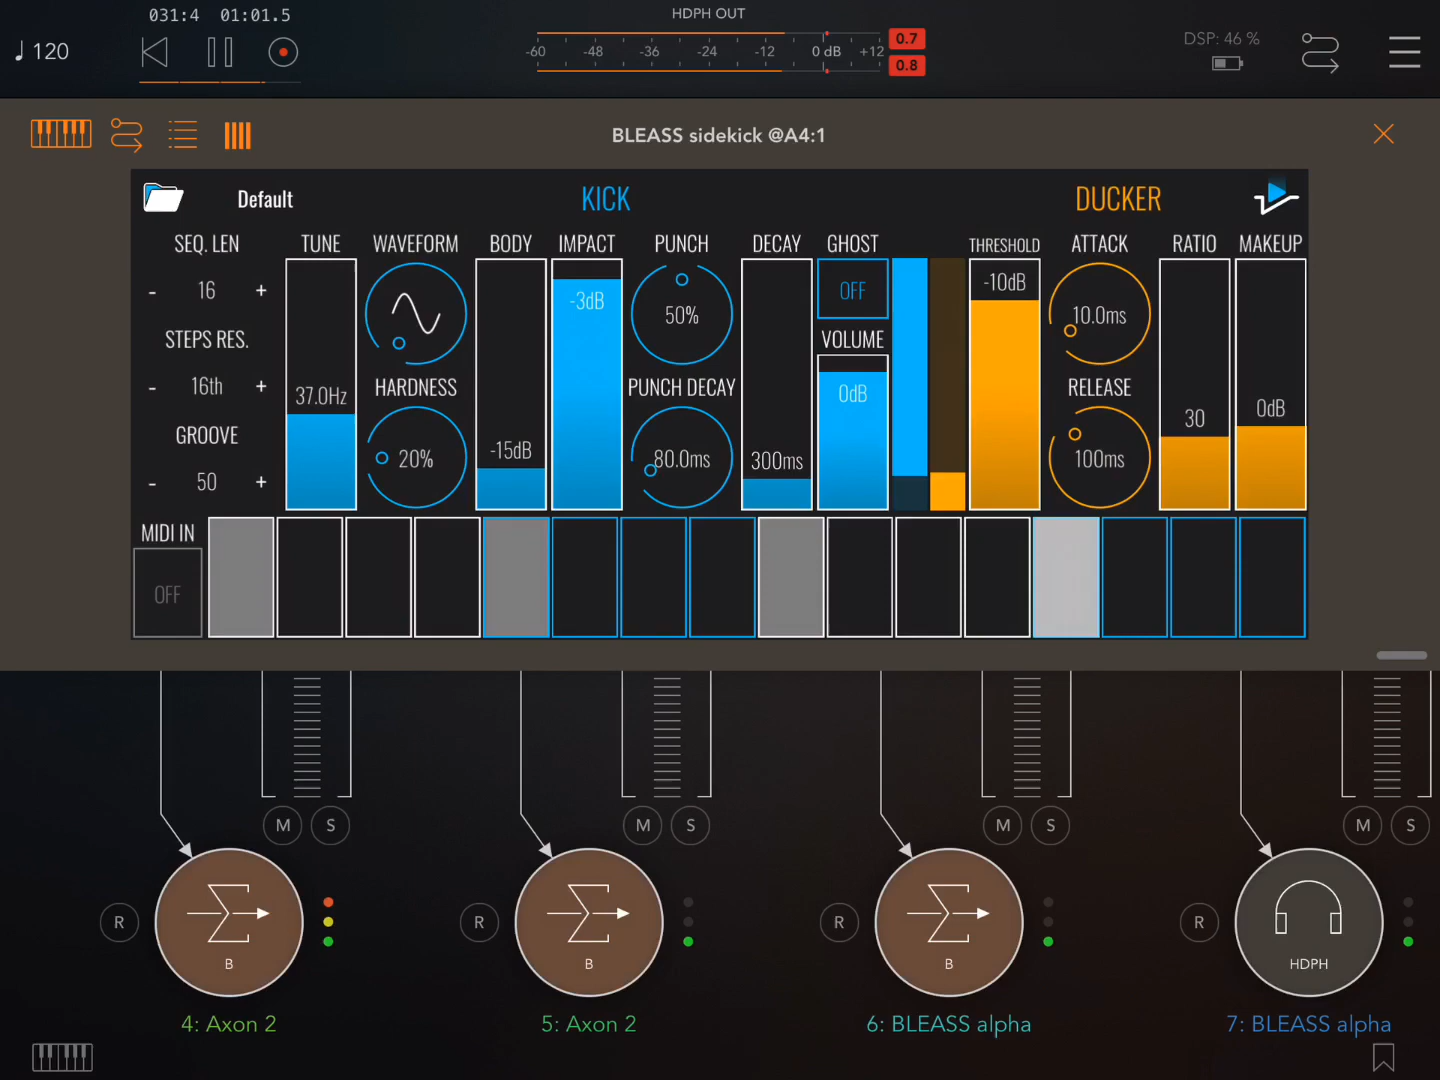 031:4 01:01.5
HDPH OUT
♩ 120
-60 -48 -36 -24 -12 0 dB +12
0.7
0.8
DSP: 46 %
BLEASS sidekick @A4:1
Default
KICK
DUCKER
SEQ. LEN
TUNE
WAVEFORM
BODY
IMPACT
PUNCH
DECAY
GHOST
THRESHOLD
ATTACK
RATIO
MAKEUP
- 16 +
-3dB
50%
OFF
-10dB
10.0ms
STEPS RES.
VOLUME
- 16th +
37.0Hz
HARDNESS
PUNCH DECAY
0dB
RELEASE
GROOVE
30
0dB
- 50 +
20%
-15dB
80.0ms
300ms
100ms
MIDI IN
OFF
M S
M S
M S
M S
R
B
R
B
R
B
R
HDPH
4: Axon 2
5: Axon 2
6: BLEASS alpha
7: BLEASS alpha